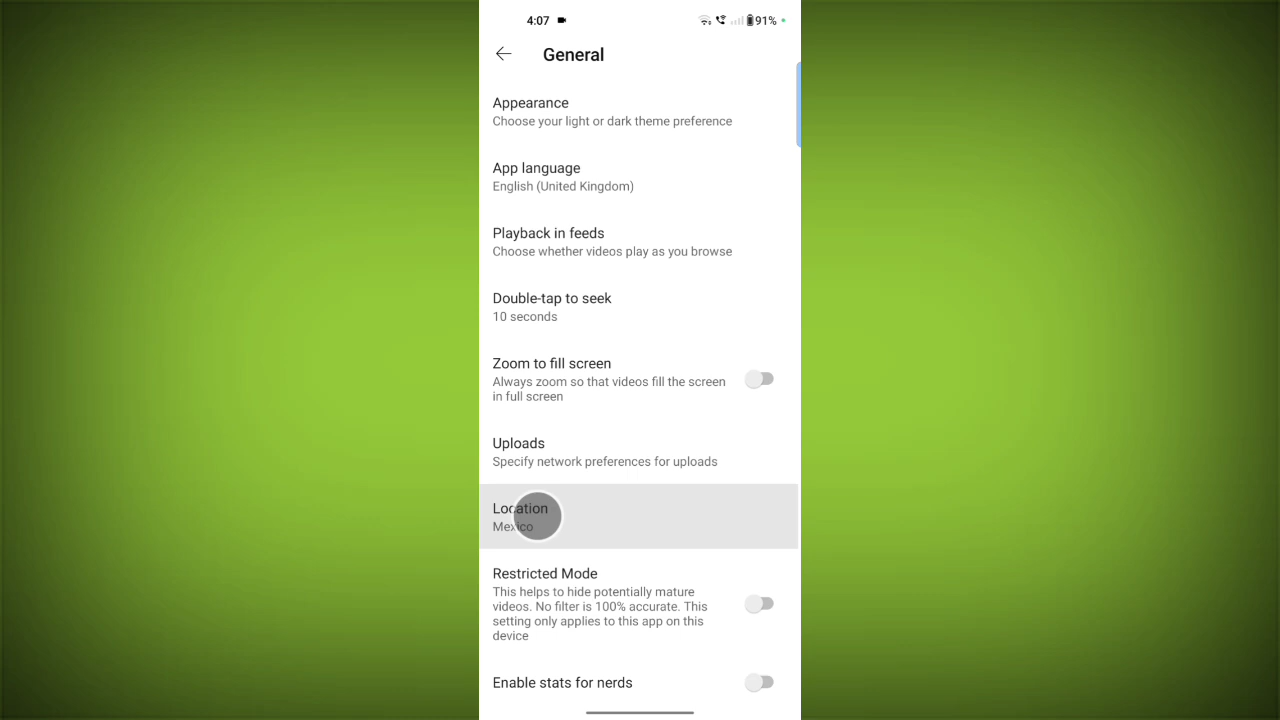 4:07
91%
General
Appearance
Choose your light or dark theme preference
App language
English (United Kingdom)
Playback in feeds
Choose whether videos play as you browse
Double-tap to seek
10 seconds
Zoom to fill screen
Always zoom so that videos fill the screen
in full screen
Uploads
Specify network preferences for uploads
Location
Mexico
Restricted Mode
This helps to hide potentially mature
videos. No filter is 100% accurate. This
setting only applies to this app on this
device
Enable stats for nerds